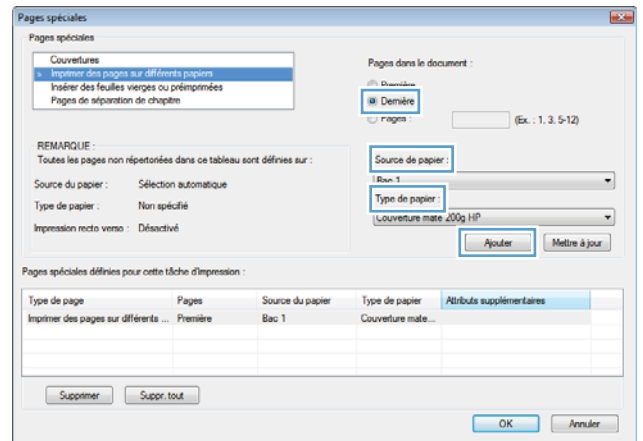 Pages spéciales
Pages spéciales
Couvertures
» Imprimer des pages sur différents papiers
Insérer des feuilles vierges ou préimprimées
Pages de séparation de chapitre
Pages dans le document :
Première
Dernière
Pages :
(Ex. : 1, 3, 5-12)
REMARQUE :
Toutes les pages non répertoriées dans ce tableau sont définies sur :
Source du papier : Sélection automatique
Type de papier : Non spécifié
Impression recto verso : Désactivé
Source de papier :
Bac 1
Type de papier :
Couverture mate 200g HP
Ajouter
Mettre à jour
Pages spéciales définies pour cette tâche d'impression :
Type de page Pages Source du papier Type de papier Attributs supplémentaires
Imprimer des pages sur différents ... Première Bac 1 Couverture mate...
Supprimer Suppr. tout
OK Annuler